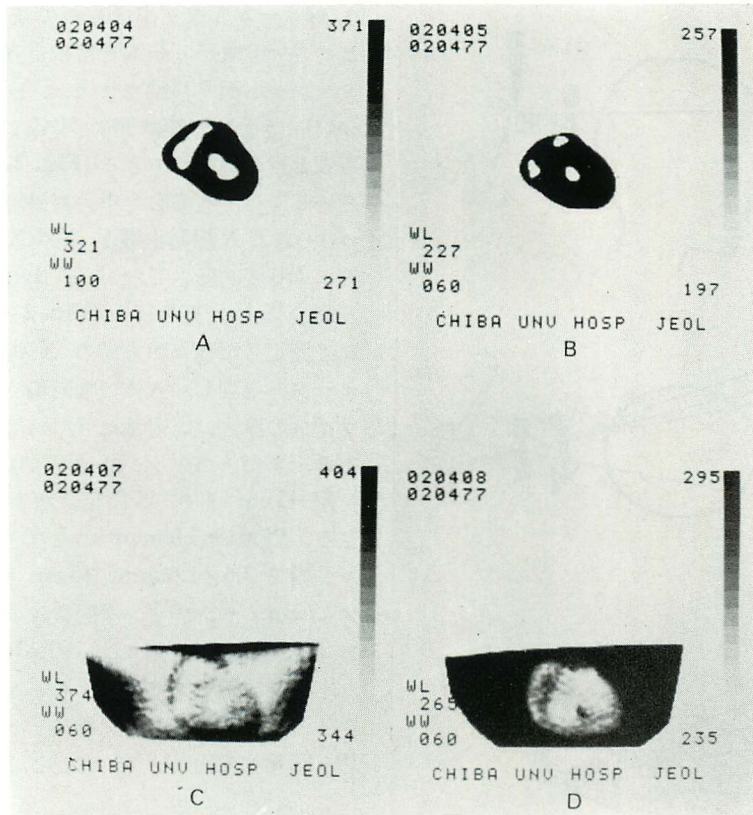 020404
020477
371
WL
321
WW
100
271
CHIBA UNV HOSP JEOL
A
020405
020477
257
WL
227
WW
060
197
CHIBA UNV HOSP JEOL
B
020407
020477
404
WL
374
WW
060
344
CHIBA UNV HOSP JEOL
C
020408
020477
295
WL
265
WW
060
235
CHIBA UNV HOSP JEOL
D